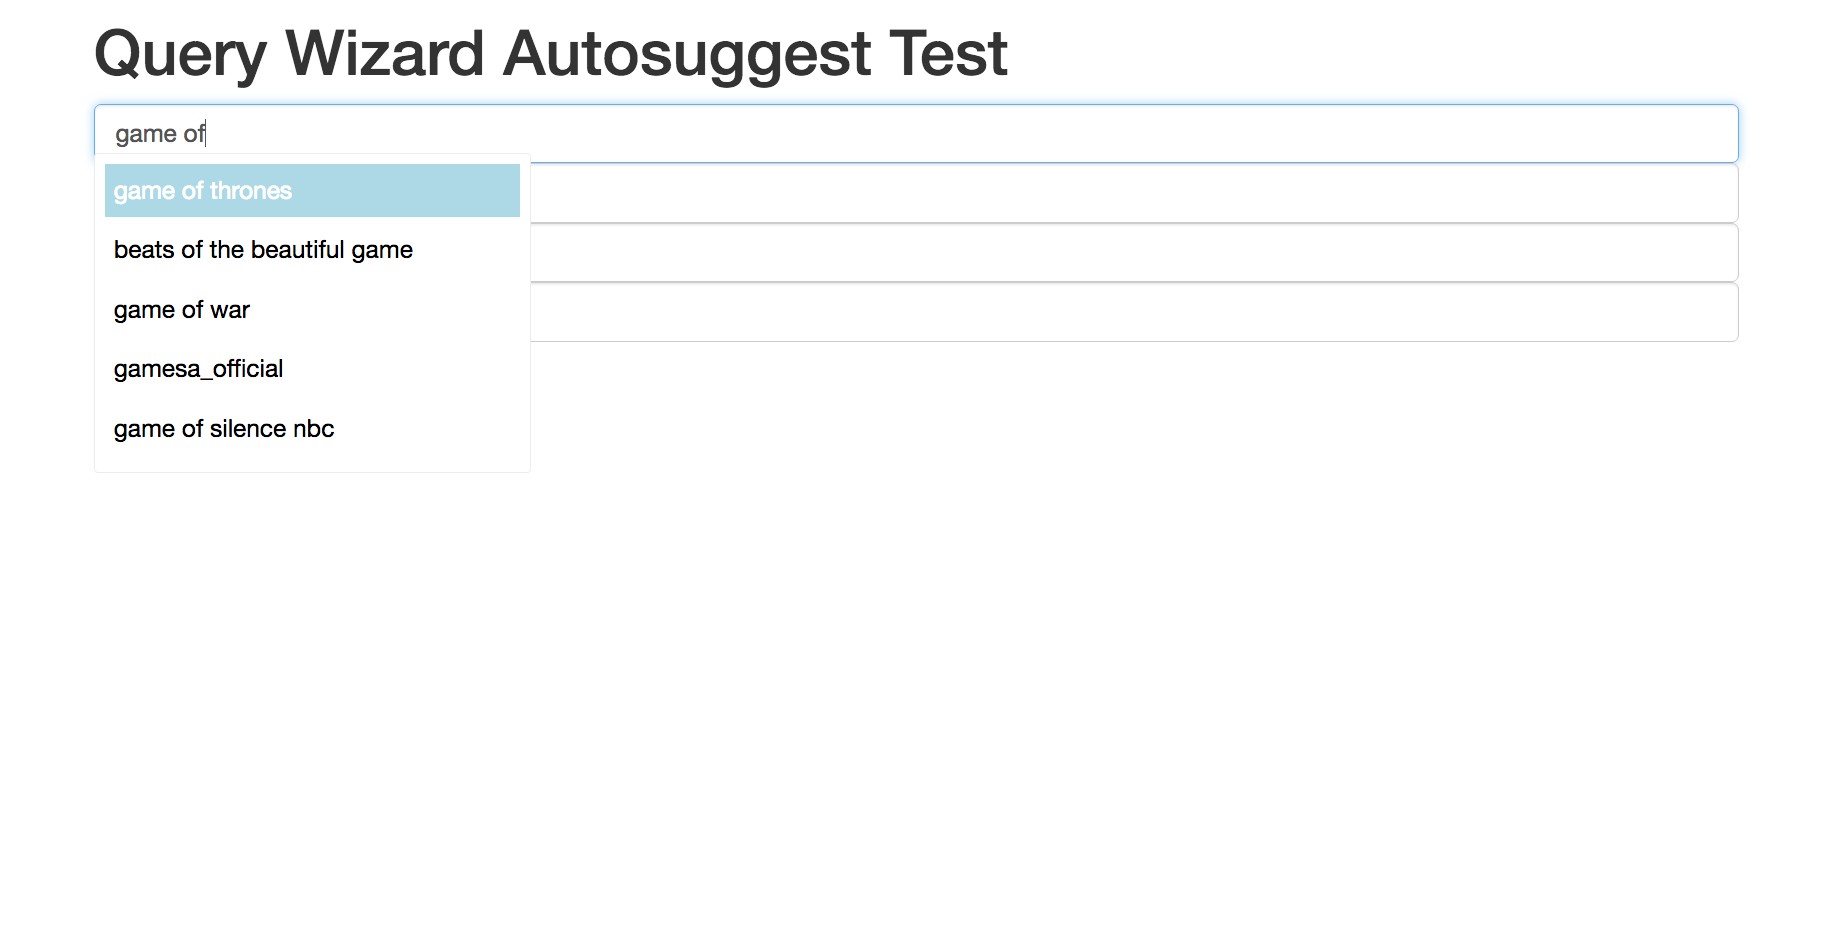 Query Wizard Autosuggest Test
game of
game of thrones
beats of the beautiful game
game of war
gamesa_official
game of silence nbc